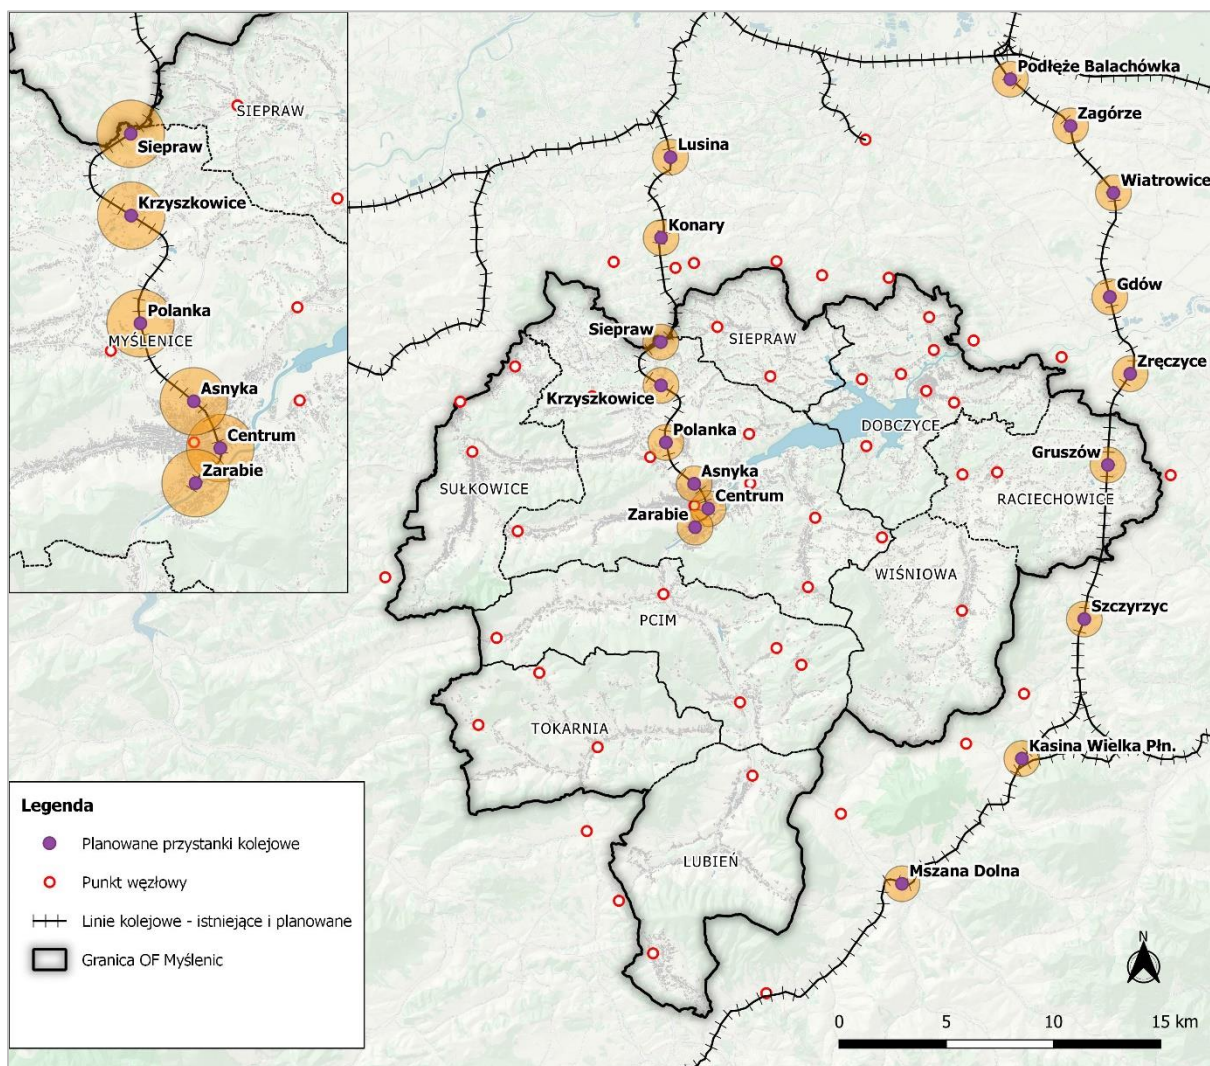 SIEPRAW
Siepraw
Krzyszkowice
Polanka
MYŚLENICE
Asnyka
Centrum
Zarabie
Podłęże Balachówka
Zagórze
Lusina
Wiatrowice
Konary
Gdów
Siepraw
SIEPRAW
Zręczyce
Krzyszkowice
Polanka
DOBCZYCE
Gruszów
Asnyka
SUŁKOWICE
Centrum
RACIECHOWICE
Zarabie
WIŚNIOWA
Szczyrzyc
PCIM
TOKARNIA
Kasina Wielka Płn.
LUBIEŃ
Mszana Dolna
Legenda
Planowane przystanki kolejowe
Punkt węzłowy
Linie kolejowe - istniejące i planowane
Granica OF Myślenic
N
0 5 10 15 km